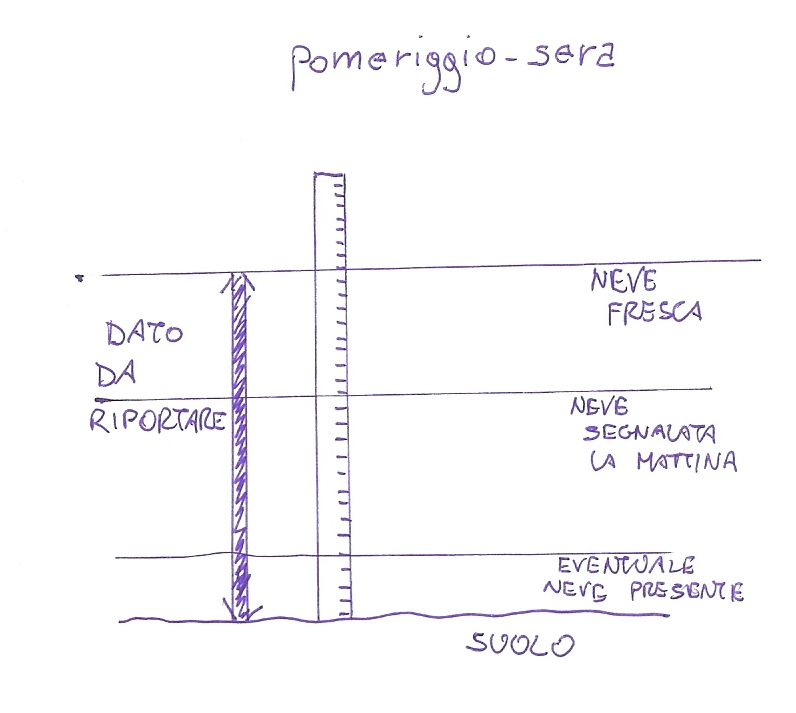 pomeriggio-sera
NEVE
FRESCA
DATO
DA
RIPORTARE
NEVE
SEGNALATA
LA MATTINA
EVENTUALE
NEVE PRESENTE
SUOLO